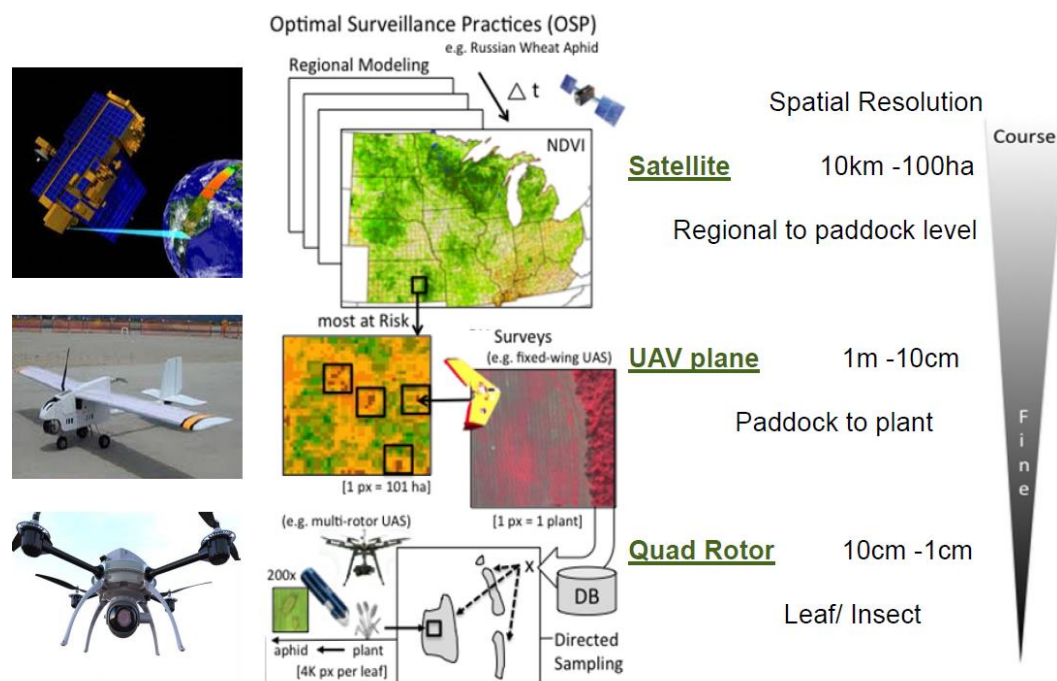 Optimal Surveillance Practices (OSP)
e.g. Russian Wheat Aphid
Regional Modeling
△ t
NDVI
most at Risk
Surveys
(e.g. fixed-wing UAS)
[1 px = 101 ha]
[1 px = 1 plant]
(e.g. multi-rotor UAS)
200x
X
DB
aphid
plant
[4K px per leaf]
Directed
Sampling
Spatial Resolution
Course
Satellite 10km -100ha
Regional to paddock level
UAV plane 1m -10cm
Paddock to plant
Fine
Quad Rotor 10cm -1cm
Leaf/ Insect